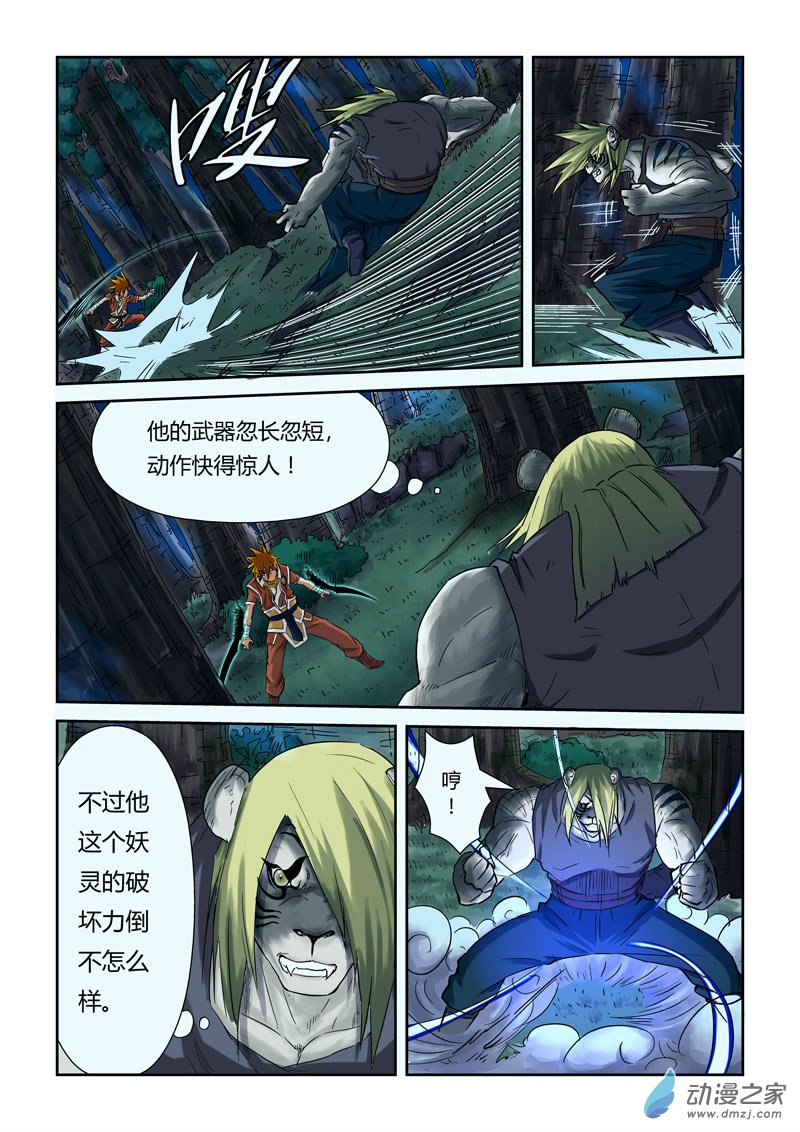 嗖
他的武器忽长忽短，
动作快得惊人！
不过他
这个妖
灵的破
坏力倒
不怎么
样。
哼
！
动漫之家
www.dmzj.com